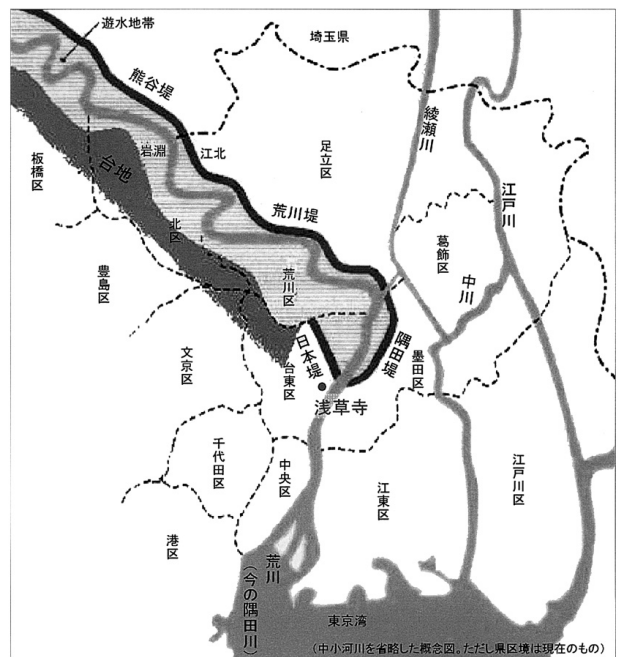 遊水地帯
埼玉県
熊谷堤
綾瀬川
足立区
岩淵
江北
台地
板橋区
江戸川
荒川堤
北区
葛飾区
中川
豊島区
荒川区
隅田堤
日本堤
墨田区
文京区
台東区
浅草寺
千代田区
中央区
江東区
江戸川区
港区
荒川
（今の隅田川）
東京湾
（中小河川を省略した概念図。ただし県区境は現在のもの）